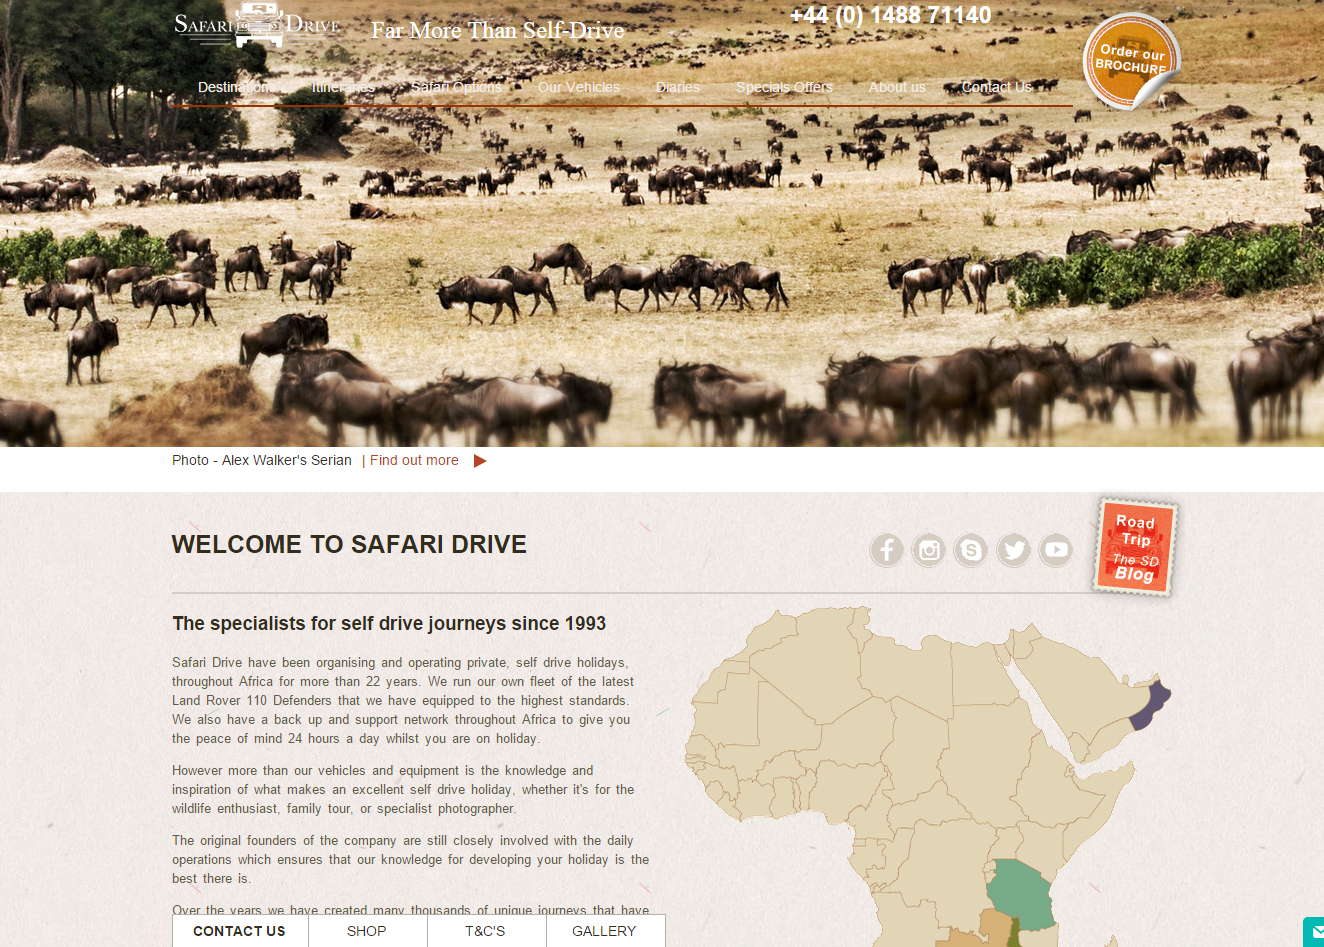 SAFARI DRIVE
Far More Than Self-Drive
+44 (0) 1488 71140
Order our
BROCHURE
Destinations Itineraries Safari Options Our Vehicles Diaries Specials Offers About us Contact Us
Photo - Alex Walker's Serian | Find out more
WELCOME TO SAFARI DRIVE
Road
Trip
The SD
Blog
The specialists for self drive journeys since 1993
Safari Drive have been organising and operating private, self drive holidays,
throughout Africa for more than 22 years. We run our own fleet of the latest
Land Rover 110 Defenders that we have equipped to the highest standards.
We also have a back up and support network throughout Africa to give you
the peace of mind 24 hours a day whilst you are on holiday.
However more than our vehicles and equipment is the knowledge and
inspiration of what makes an excellent self drive holiday, whether it's for the
wildlife enthusiast, family tour, or specialist photographer.
The original founders of the company are still closely involved with the daily
operations which ensures that our knowledge for developing your holiday is the
best there is.
Over the years we have created many thousands of unique journeys that have
CONTACT US SHOP T&C'S GALLERY